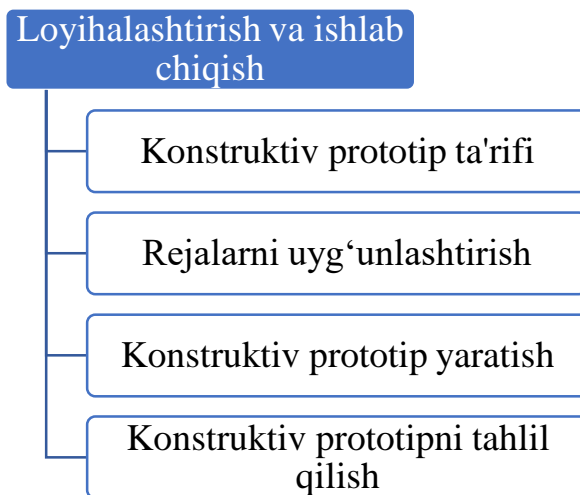 Loyihalashtirish va ishlab
chiqish
Konstruktiv prototip ta'rifi
Rejalarni uyg‘unlashtirish
Konstruktiv prototip yaratish
Konstruktiv prototipni tahlil
qilish